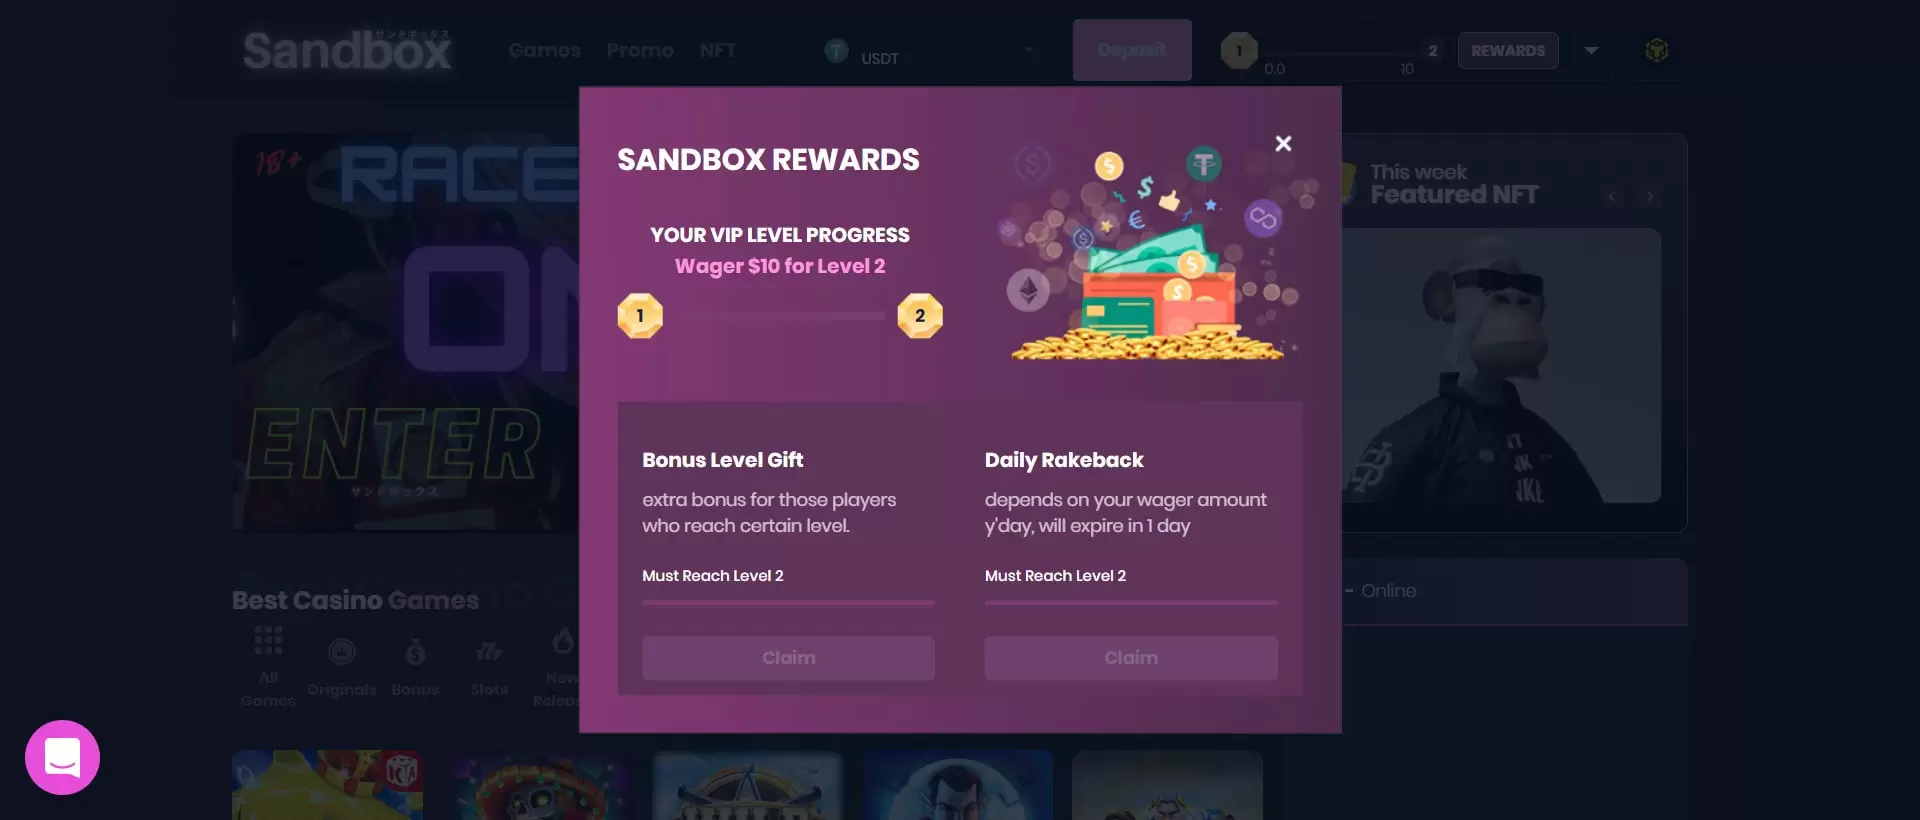 サンドボックス
Sandbox
Games
Promo
NFT
USDT
Deposit
1
2
0.0
10
REWARDS
18+
RACE
ON
ENTER
サンドボックス
SANDBOX REWARDS
YOUR VIP LEVEL PROGRESS
Wager $10 for Level 2
1
2
Bonus Level Gift
extra bonus for those players
who reach certain level.
Must Reach Level 2
Claim
Daily Rakeback
depends on your wager amount
y'day, will expire in 1 day
Must Reach Level 2
Claim
This week
Featured NFT
- Online
Best Casino Games
All
Games
Originals
Bonus
Slots
New
Releas
KA